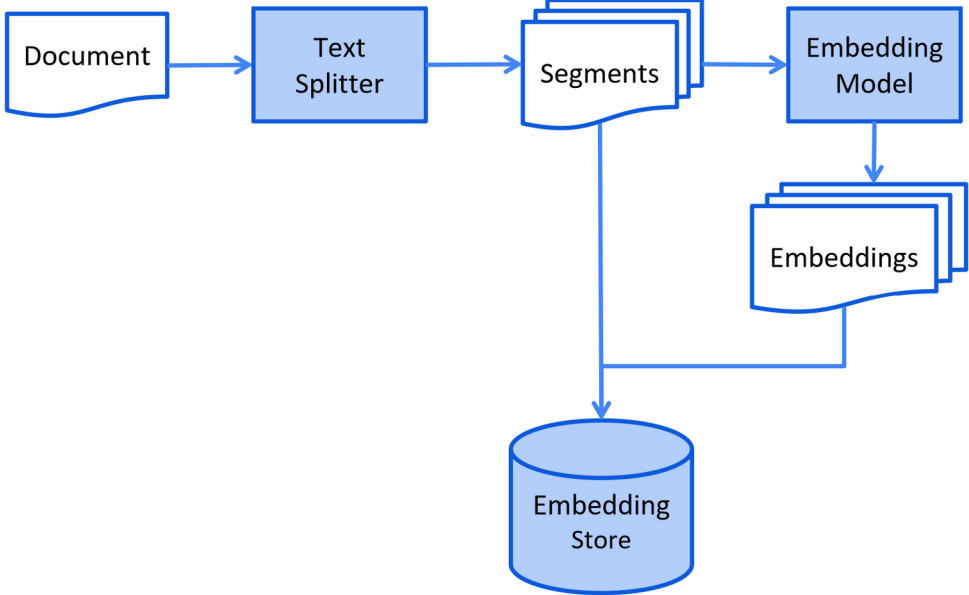 Document
Text
Splitter
Segments
Embedding
Model
Embeddings
Embedding
Store